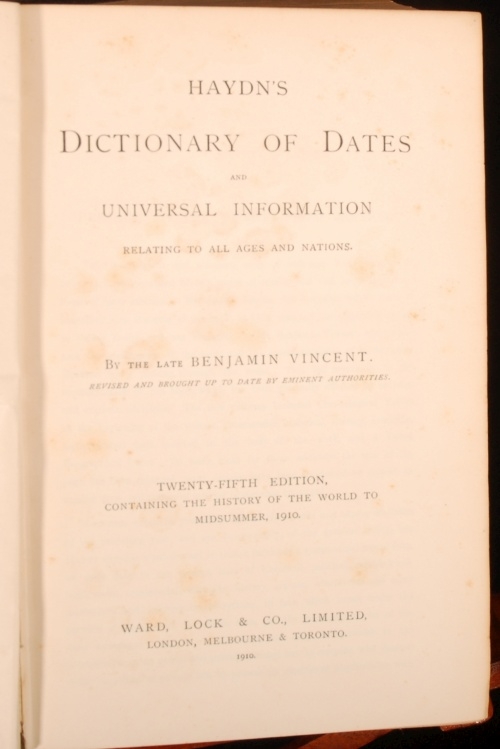 HAYDN'S
DICTIONARY OF DATES
AND
UNIVERSAL INFORMATION
RELATING TO ALL AGES AND NATIONS.
BY THE LATE BENJAMIN VINCENT.
REVISED AND BROUGHT UP TO DATE BY EMINENT AUTHORITIES.
TWENTY-FIFTH EDITION,
CONTAINING THE HISTORY OF THE WORLD TO
MIDSUMMER, 1910.
WARD, LOCK & CO., LIMITED,
LONDON, MELBOURNE & TORONTO.
1910.